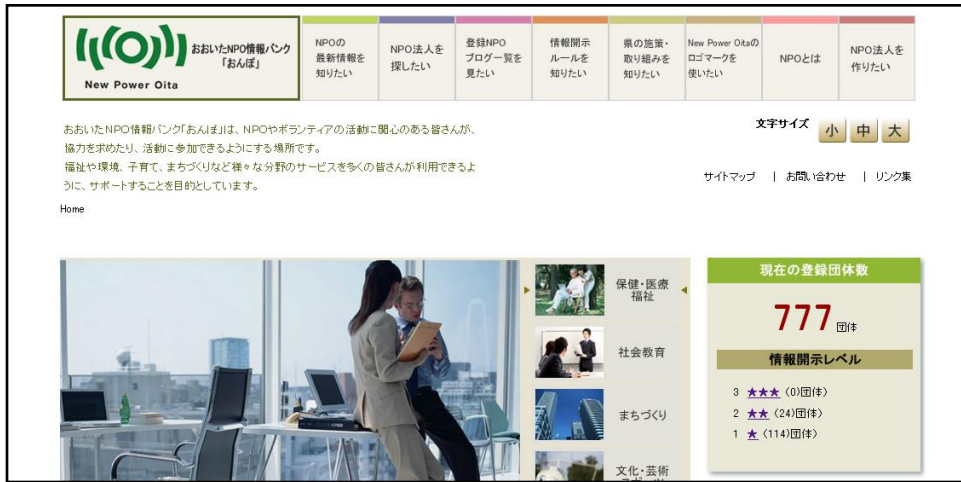 おおいたNPO情報バンク
「おんぽ」
New Power Oita
NPOの
最新情報を
知りたい
NPO法人を
探したい
登録NPO
ブログ一覧を
見たい
情報開示
ルールを
知りたい
県の施策・
取り組みを
知りたい
New Power Oitaの
ロゴマークを
使いたい
NPOとは
NPO法人を
作りたい
おおいたNPO情報バンク「おんぽ」は、NPOやボランティアの活動に関心のある皆さんが、
協力を求めたり、活動に参加できるようにする場所です。
福祉や環境、子育て、まちづくりなど様々な分野のサービスを多くの皆さんが利用できるよ
うに、サポートすることを目的としています。
文字サイズ 小 中 大
サイトマップ | お問い合わせ | リンク集
Home
保健・医療
福祉
社会教育
まちづくり
文化・芸術
現在の登録団体数
777 団体
情報開示レベル
3 ★★★ (0)団体)
2 ★★ (24)団体)
1 ★ (114)団体)